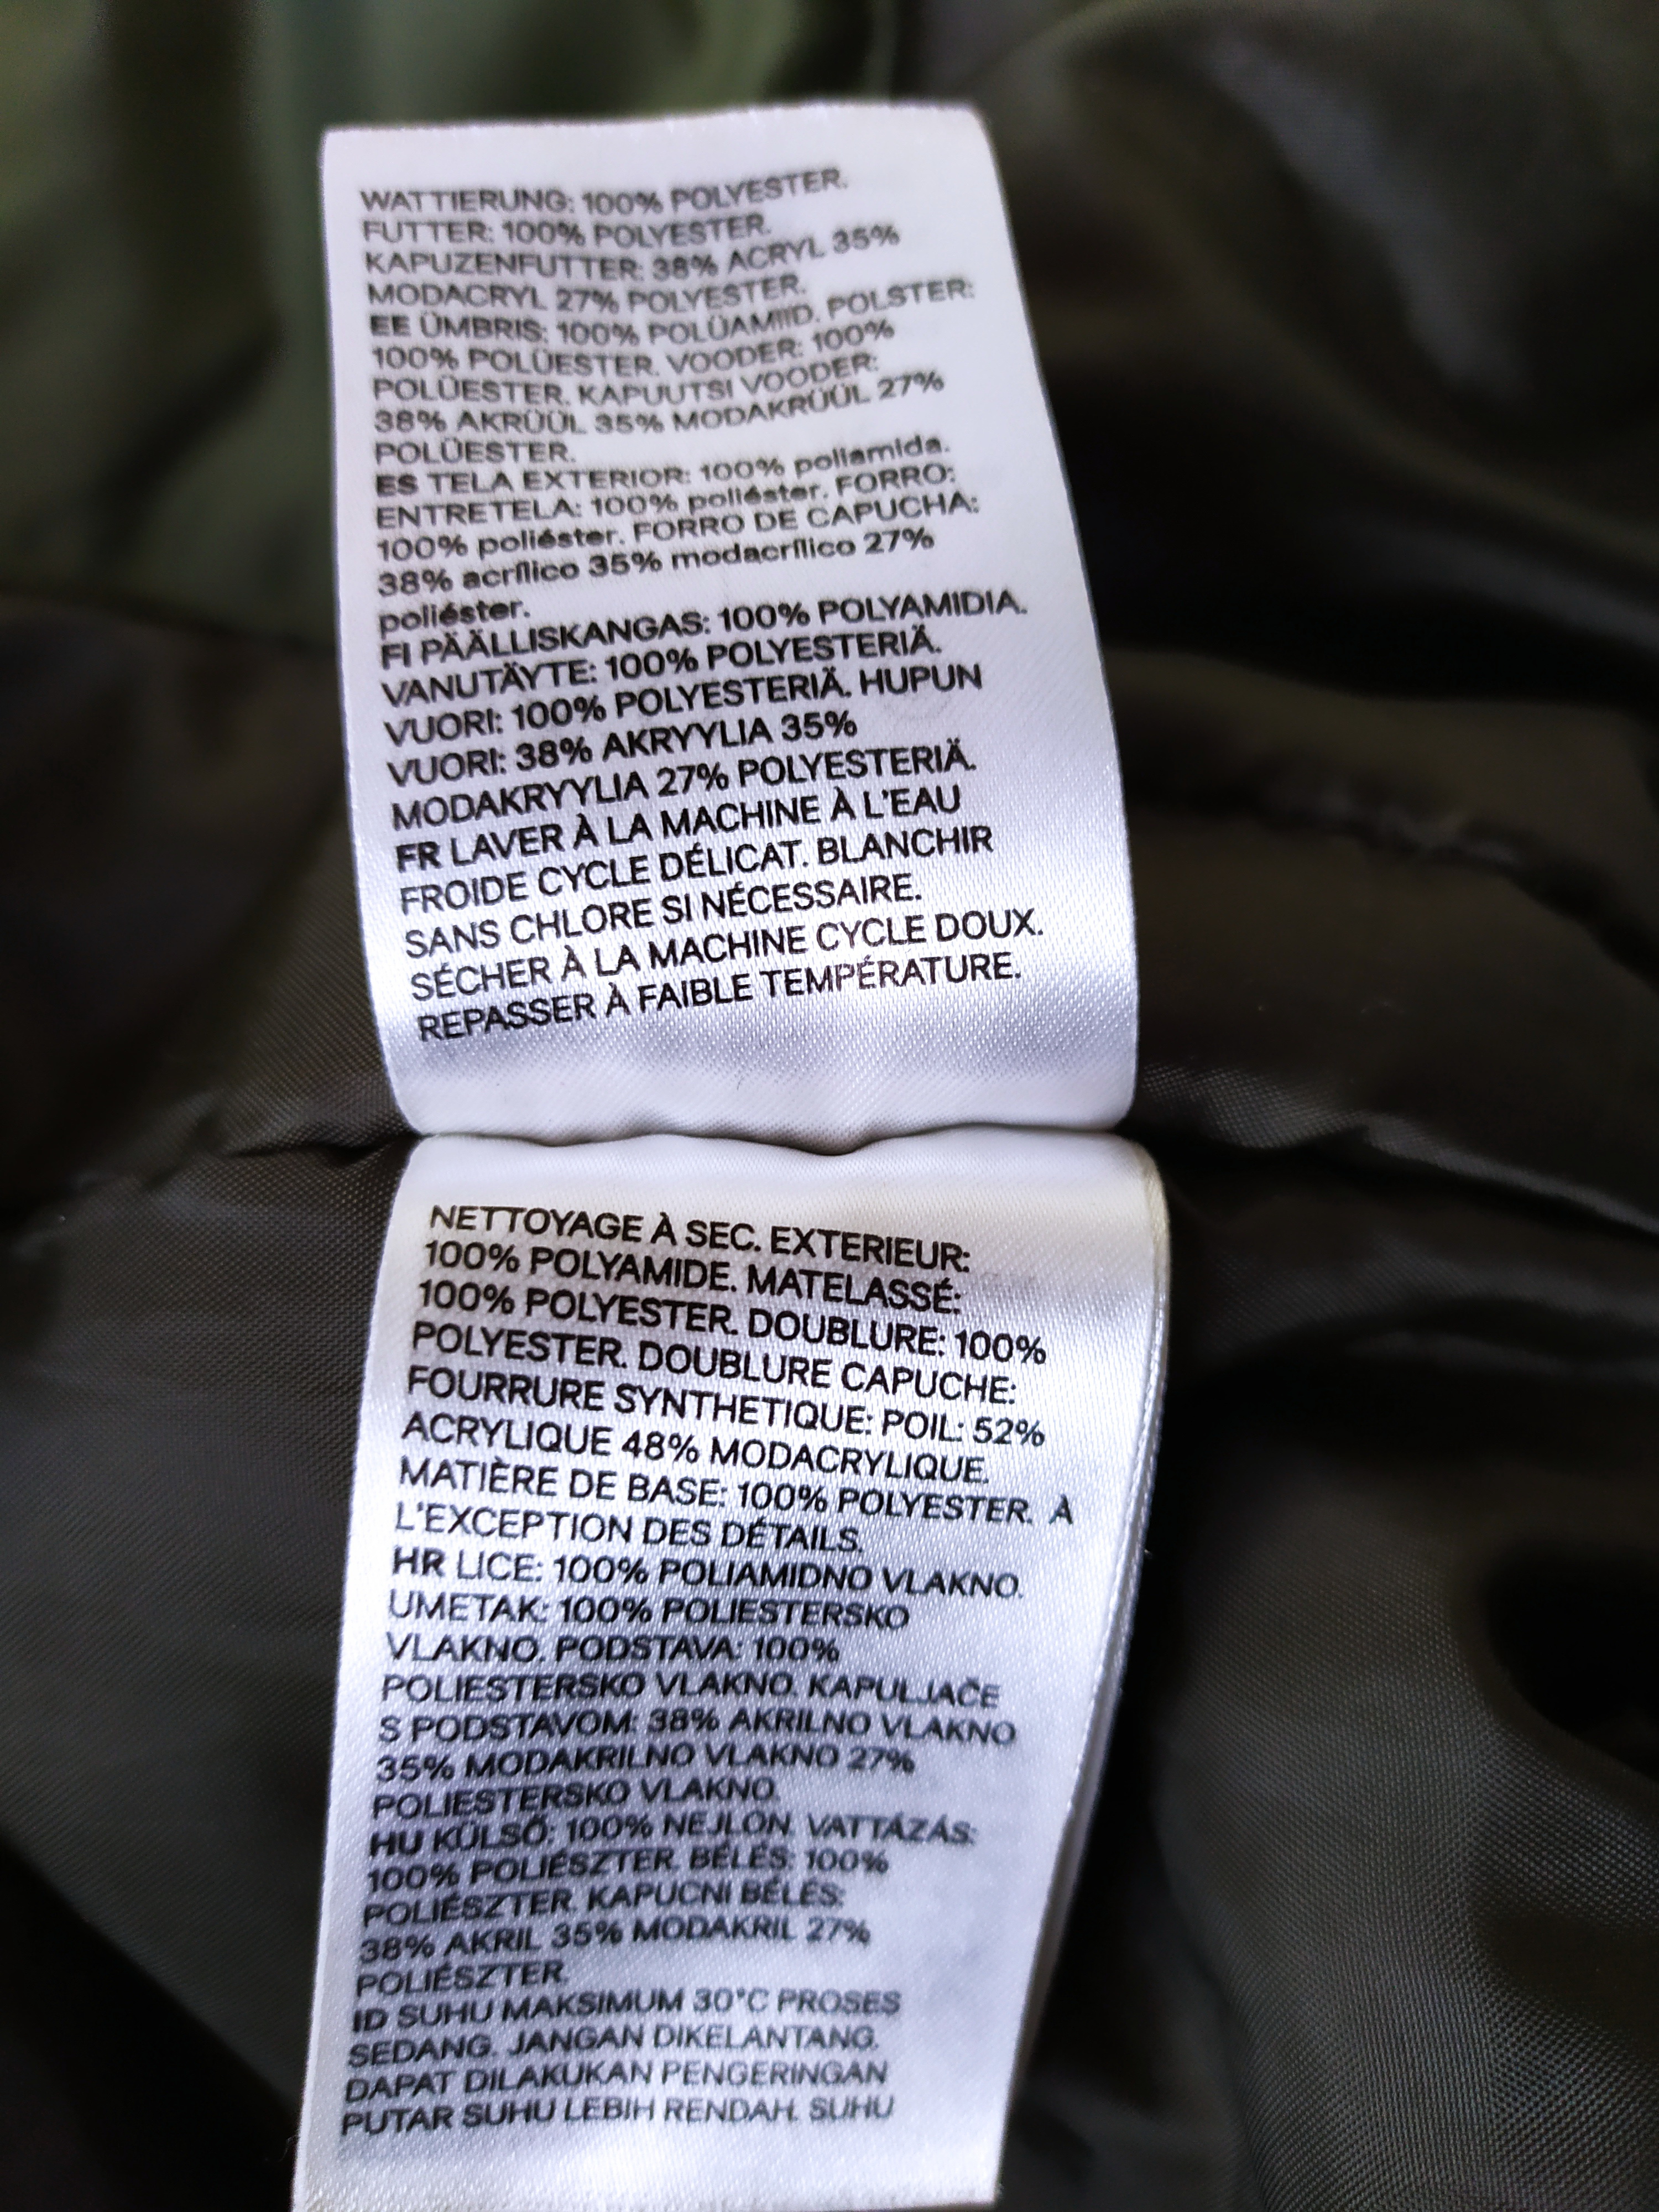 WATTIERUNG: 100% POLYESTER.
FUTTER: 100% POLYESTER.
KAPUZENFUTTER: 38% ACRYL 35%
MODACRYL 27% POLYESTER.
EE ÜMBRIS: 100% POLÜAMIID. POLSTER:
100% POLÜESTER. VOODER: 100%
POLÜESTER. KAPUUTSI VOODER:
38% AKRÜÜL 35% MODAKRÜÜL 27%
POLÜESTER.
ES TELA EXTERIOR: 100% poliamida.
ENTRETELA: 100% poliéster. FORRO:
100% poliéster. FORRO DE CAPUCHA:
38% acrílico 35% modacrílico 27%
poliéster.
FI PÄÄLLISKANGAS: 100% POLYAMIDIA.
VANUTÄYTE: 100% POLYESTERIÄ.
VUORI: 100% POLYESTERIÄ. HUPUN
VUORI: 38% AKRYYLIA 35%
MODAKRYYLIA 27% POLYESTERIÄ.
FR LAVER À LA MACHINE À L'EAU
FROIDE CYCLE DÉLICAT. BLANCHIR
SANS CHLORE SI NÉCESSAIRE.
SÉCHER À LA MACHINE CYCLE DOUX.
REPASSER À FAIBLE TEMPÉRATURE.
NETTOYAGE À SEC. EXTERIEUR:
100% POLYAMIDE. MATELASSÉ:
100% POLYESTER. DOUBLURE: 100%
POLYESTER. DOUBLURE CAPUCHE:
FOURRURE SYNTHETIQUE: POIL: 52%
ACRYLIQUE 48% MODACRYLIQUE.
MATIÈRE DE BASE: 100% POLYESTER. À
L'EXCEPTION DES DÉTAILS.
HR LICE: 100% POLIAMIDNO VLAKNO.
UMETAK: 100% POLIESTERSKO
VLAKNO. PODSTAVA: 100%
POLIESTERSKO VLAKNO. KAPULJAČE
S PODSTAVOM: 38% AKRILNO VLAKNO
35% MODAKRILNO VLAKNO 27%
POLIESTERSKO VLAKNO.
HU KÜLSŐ: 100% NEJLON. VATTÁZÁS:
100% POLIÉSZTER. BÉLÉS: 100%
POLIÉSZTER. KAPUCNI BÉLÉS:
38% AKRIL 35% MODAKRIL 27%
POLIÉSZTER.
ID SUHU MAKSIMUM 30°C PROSES
SEDANG. JANGAN DIKELANTANG.
DAPAT DILAKUKAN PENGERINGAN
PUTAR SUHU LEBIH RENDAH. SUHU